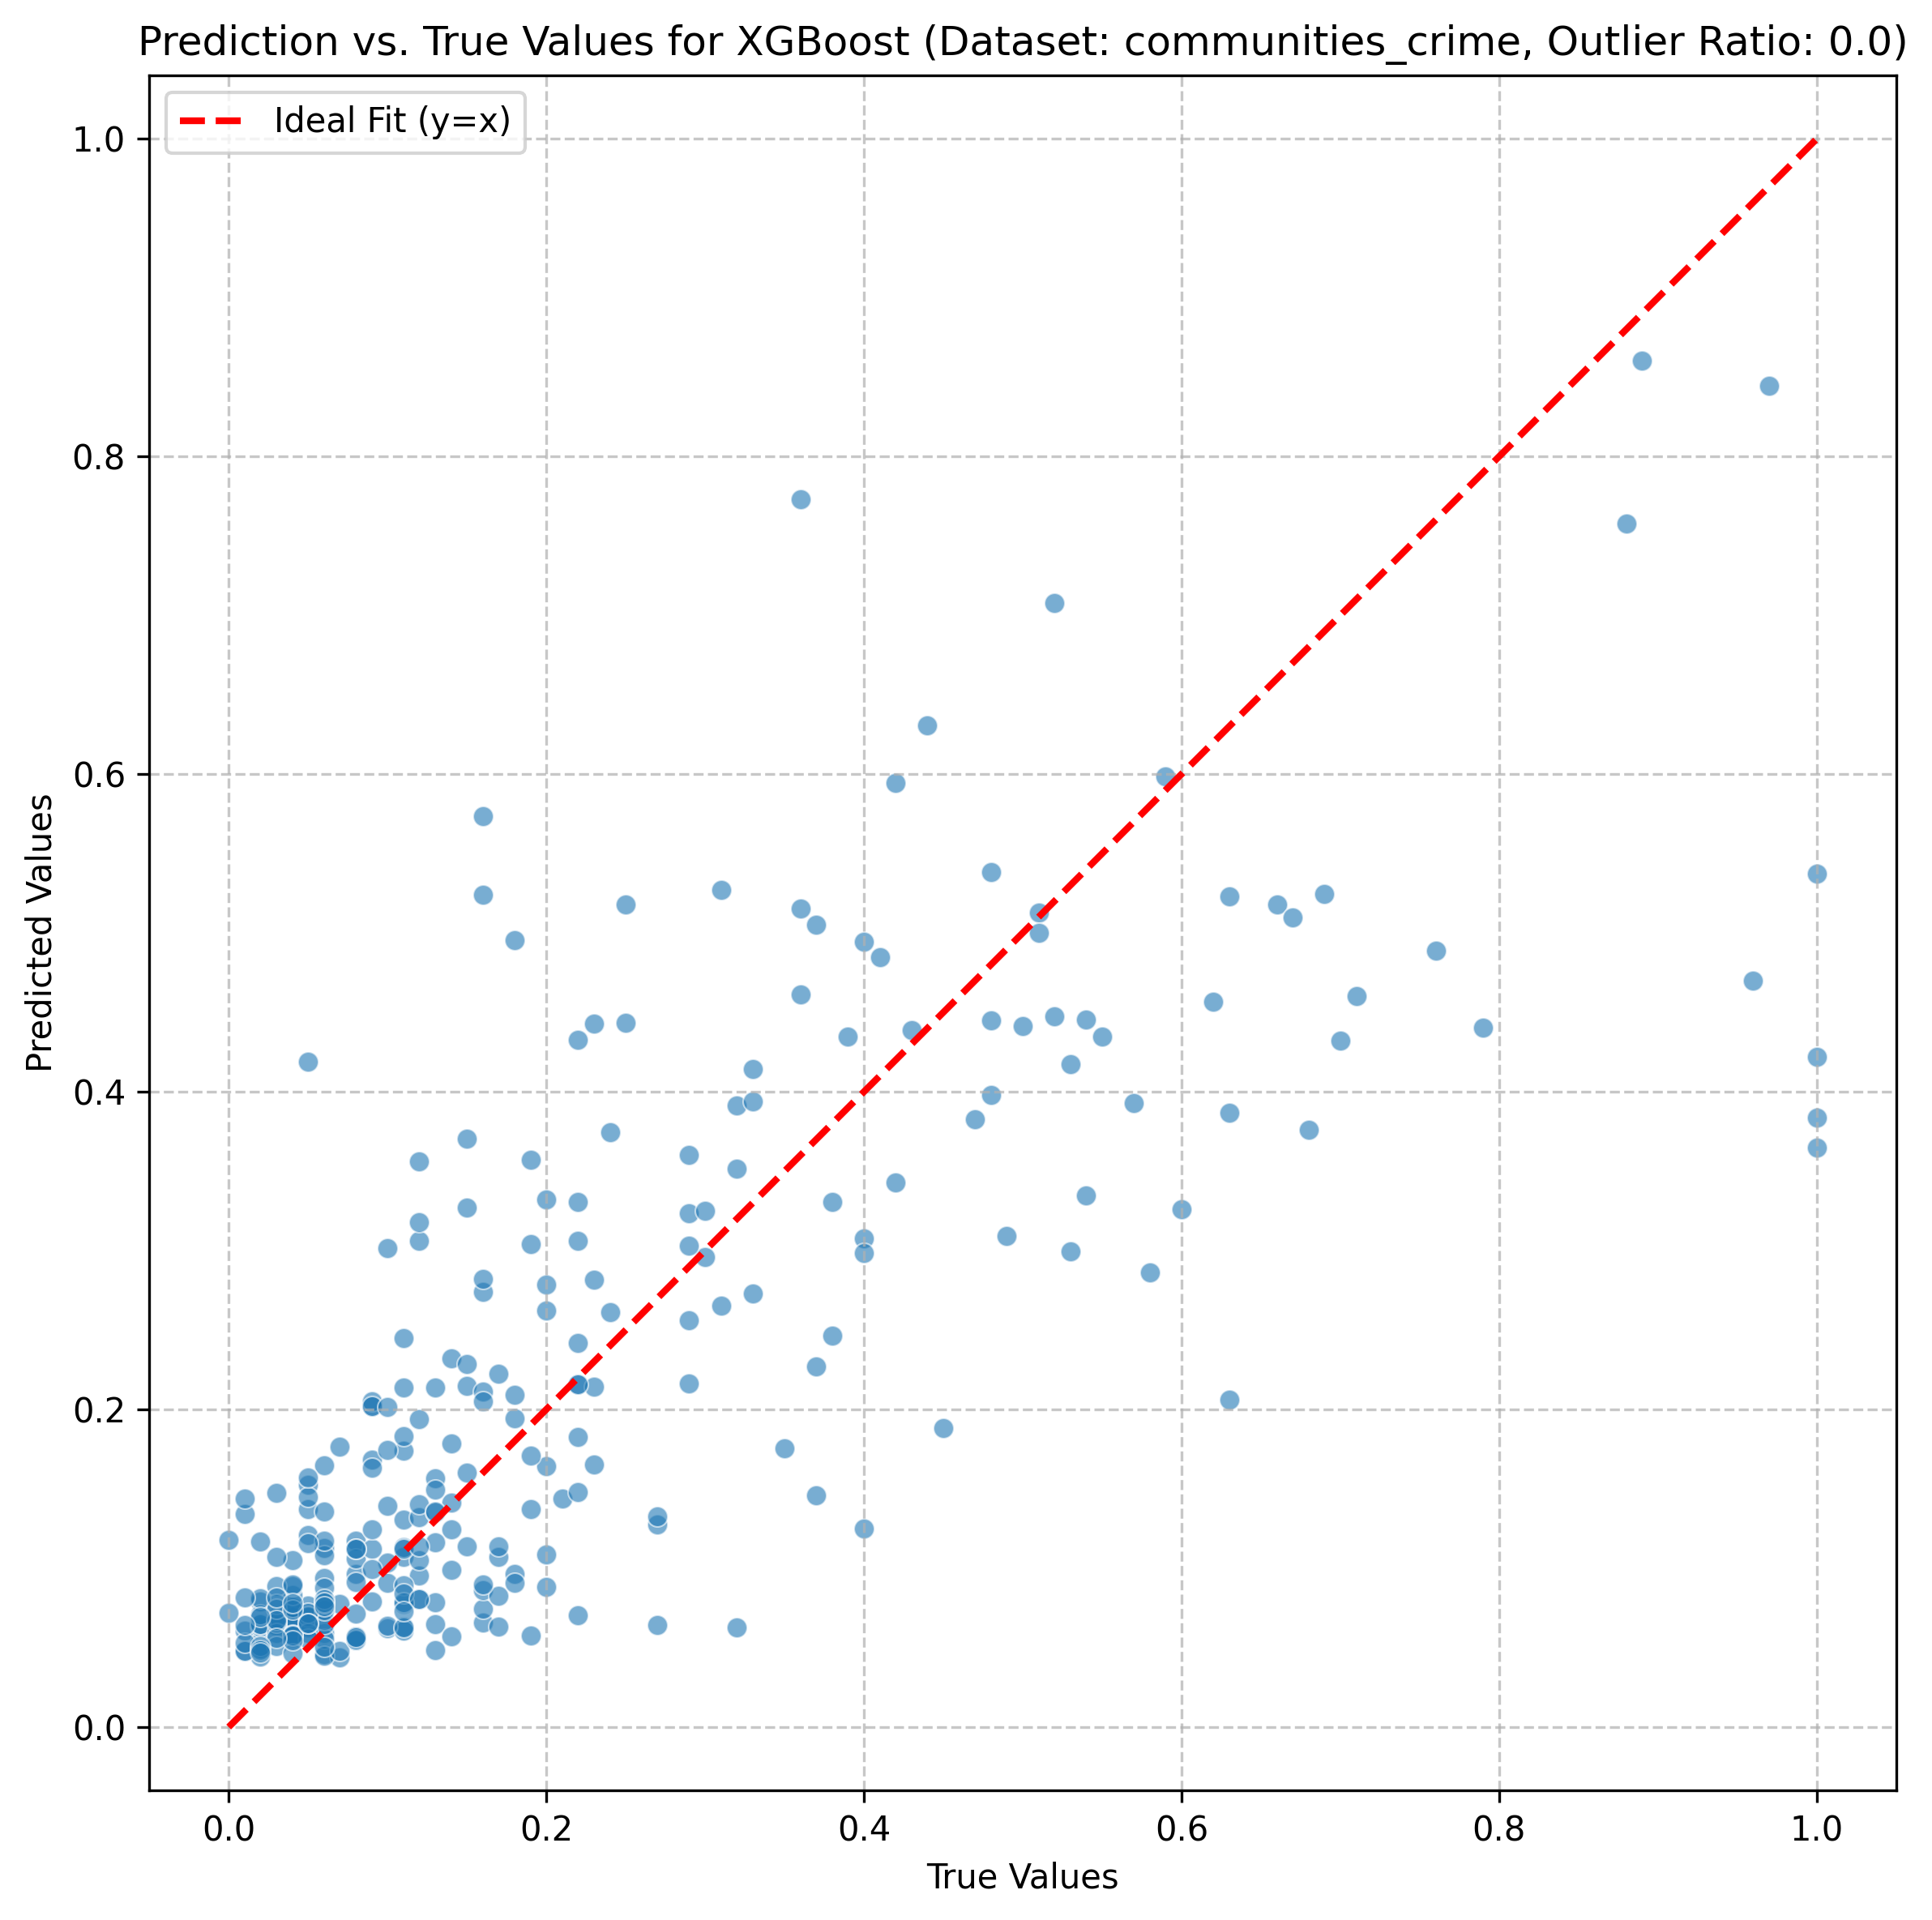 Prediction vs. True Values for XGBoost (Dataset: communities_crime, Outlier Ratio: 0.0)
Ideal Fit (y=x)
1.0
0.8
0.6
0.4
0.2
0.0
Predicted Values
0.0 0.2 0.4 0.6 0.8 1.0
True Values